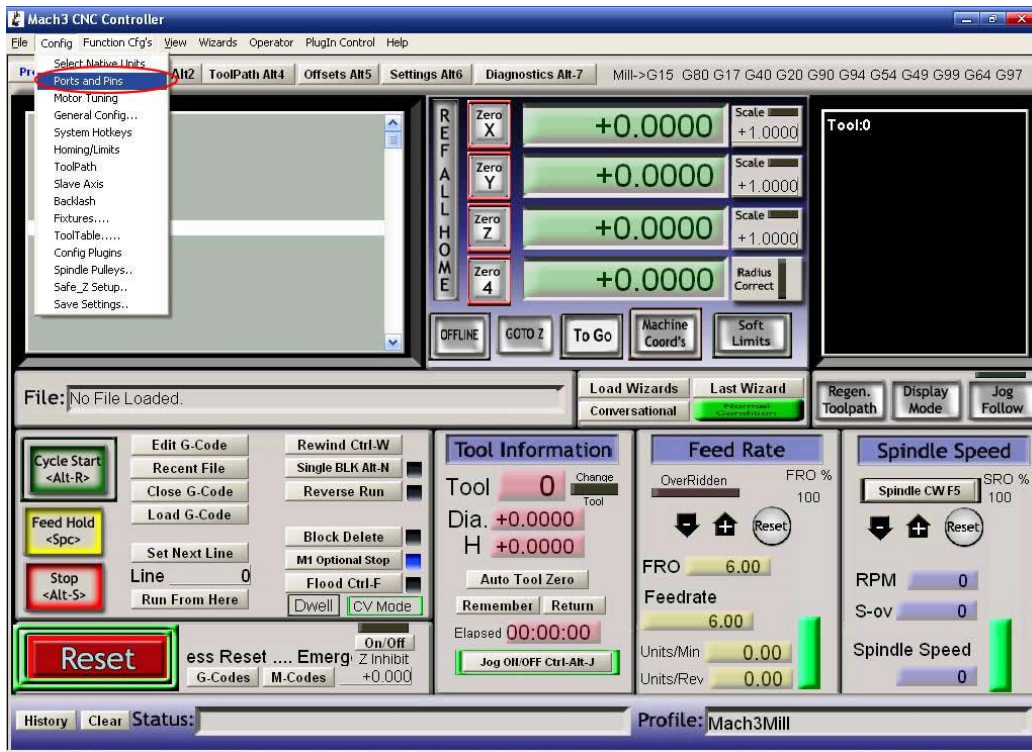 Mach3 CNC Controller
File Config Function Cfg's View Wizards Operator PlugIn Control Help
Alt2 ToolPath Alt4 Offsets Alt5 Settings Alt6 Diagnostics Alt-7 Mill->G15 G80 G17 G40 G20 G90 G94 G54 G49 G99 G64 G97
Select Native Units
Ports and Pins
Motor Tuning
General Config...
System Hotkeys
Homing/Limits
ToolPath
Slave Axis
Backlash
Fixtures....
ToolTable.....
Config Plugins
Spindle Pulleys..
Safe_Z Setup..
Save Settings..
REF ALL HOME
Zero X +0.0000 Scale +1.0000
Zero Y +0.0000 Scale +1.0000
Zero Z +0.0000 Scale +1.0000
Zero 4 +0.0000 Radius Correct
OFFLINE GOTO Z To Go Machine Coord's Soft Limits
Tool:0
File: No File Loaded.
Load Wizards Last Wizard
Conversational Normal Condition
Regen. Toolpath Display Mode Jog Follow
Cycle Start <Alt-R>
Feed Hold <Spc>
Stop <Alt-S>
Edit G-Code
Recent File
Close G-Code
Load G-Code
Set Next Line
Line 0
Run From Here
Rewind Ctrl-W
Single BLK Alt-N
Reverse Run
Block Delete
M1 Optional Stop
Flood Ctrl-F
Dwell CV Mode
Reset
ess Reset .... Emerg
G-Codes M-Codes
On/Off
Z Inhibit
+0.000
Tool Information
Tool 0 Change Tool
Dia. +0.0000
H +0.0000
Auto Tool Zero
Remember Return
Elapsed 00:00:00
Jog ON/OFF Ctrl-Alt-J
Feed Rate
OverRidden FRO %
100
Reset
FRO 6.00
Feedrate
6.00
Units/Min 0.00
Units/Rev 0.00
Spindle Speed
Spindle CW F5 SRO %
100
Reset
RPM 0
S-ov 0
Spindle Speed
0
History Clear Status: Profile: Mach3Mill